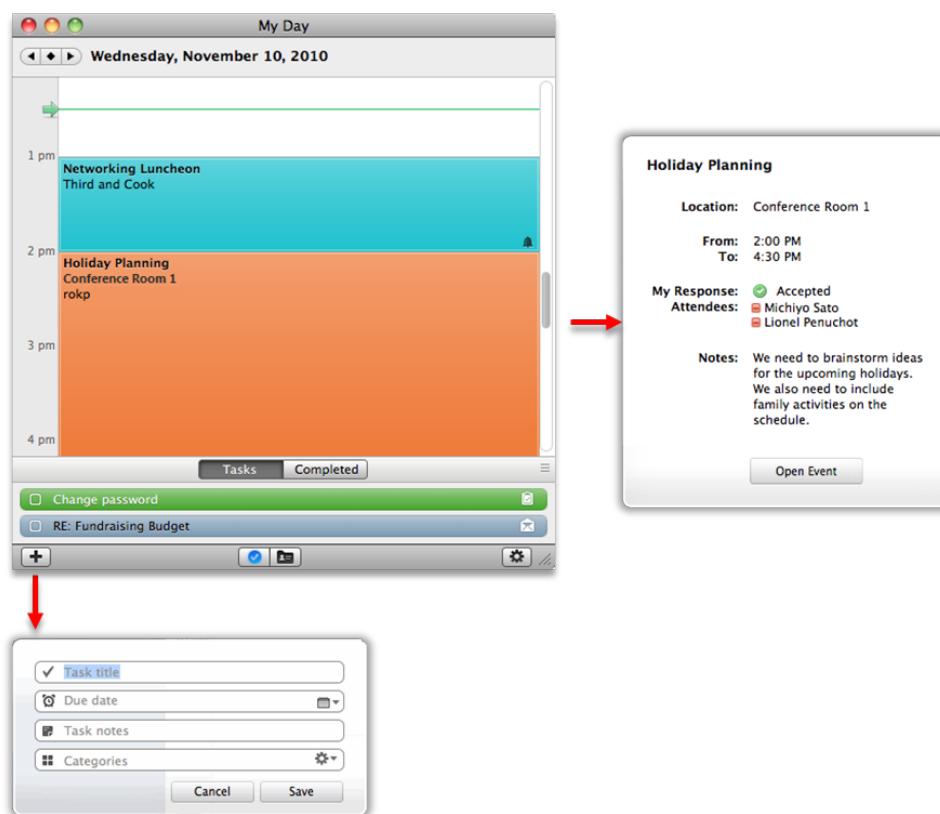 My Day
Wednesday, November 10, 2010
1 pm
Networking Luncheon
Third and Cook
2 pm
Holiday Planning
Conference Room 1
rokp
3 pm
4 pm
Tasks Completed
Change password
RE: Fundraising Budget
Holiday Planning
Location: Conference Room 1
From: 2:00 PM
To: 4:30 PM
My Response: Accepted
Attendees: Michiyo Sato
Lionel Penuchot
Notes: We need to brainstorm ideas
for the upcoming holidays.
We also need to include
family activities on the
schedule.
Open Event
Task title
Due date
Task notes
Categories
Cancel Save